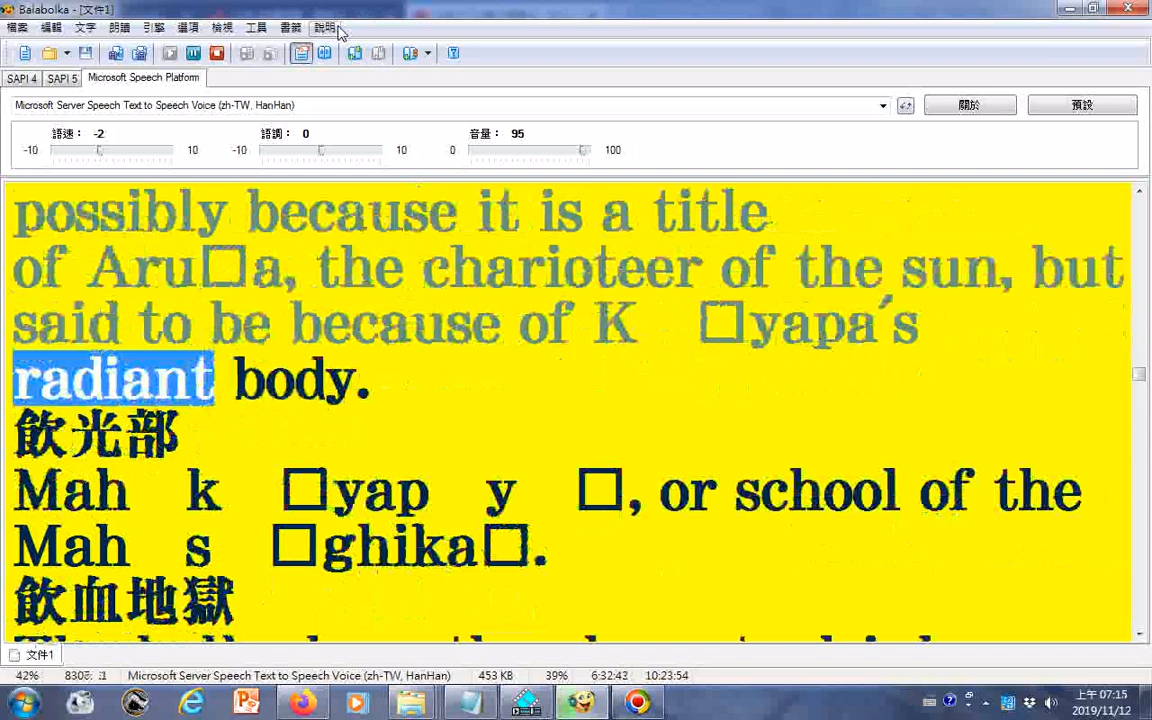 Balabolka - [文件1]
檔案 編輯 文字 朗讀 引擎 選項 檢視 工具 書籤 說明
SAPI 4 SAPI 5 Microsoft Speech Platform
Microsoft Server Speech Text to Speech Voice (zh-TW, HanHan) 關於 預設
語速： -2 語調： 0 音量： 95
-10 10 -10 10 0 100
possibly because it is a title
of Aru□a, the charioteer of the sun, but
said to be because of K □yapa's
radiant body.
飲光部
Mah k □yap y □, or school of the
Mah s □ghika□.
飲血地獄
文件1
42% Microsoft Server Speech Text to Speech Voice (zh-TW, HanHan) 453 KB 39% 6:32:43 10:23:54
上午 07:15
2019/11/12